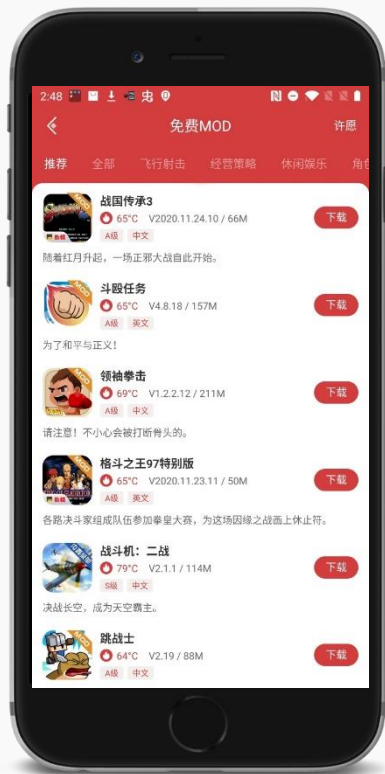 2:48
免费MOD
许愿
推荐 全部 飞行射击 经营策略 休闲娱乐 角色
战国传承3
65°C V2020.11.24.10 / 66M
下载
A级 中文
随着红月升起，一场正邪大战自此开始。
斗殴任务
65°C V4.8.18 / 157M
下载
A级 英文
为了和平与正义！
领袖拳击
69°C V1.2.2.12 / 211M
下载
A级 中文
请注意！不小心会被打断骨头的。
格斗之王97特别版
65°C V2020.11.23.11 / 50M
下载
A级 英文
各路决斗家组成队伍参加拳皇大赛，为这场因缘之战画上休止符。
战斗机：二战
79°C V2.1.1 / 114M
下载
S级 中文
决战长空，成为天空霸主。
跳战士
64°C V2.19 / 88M
下载
A级 中文